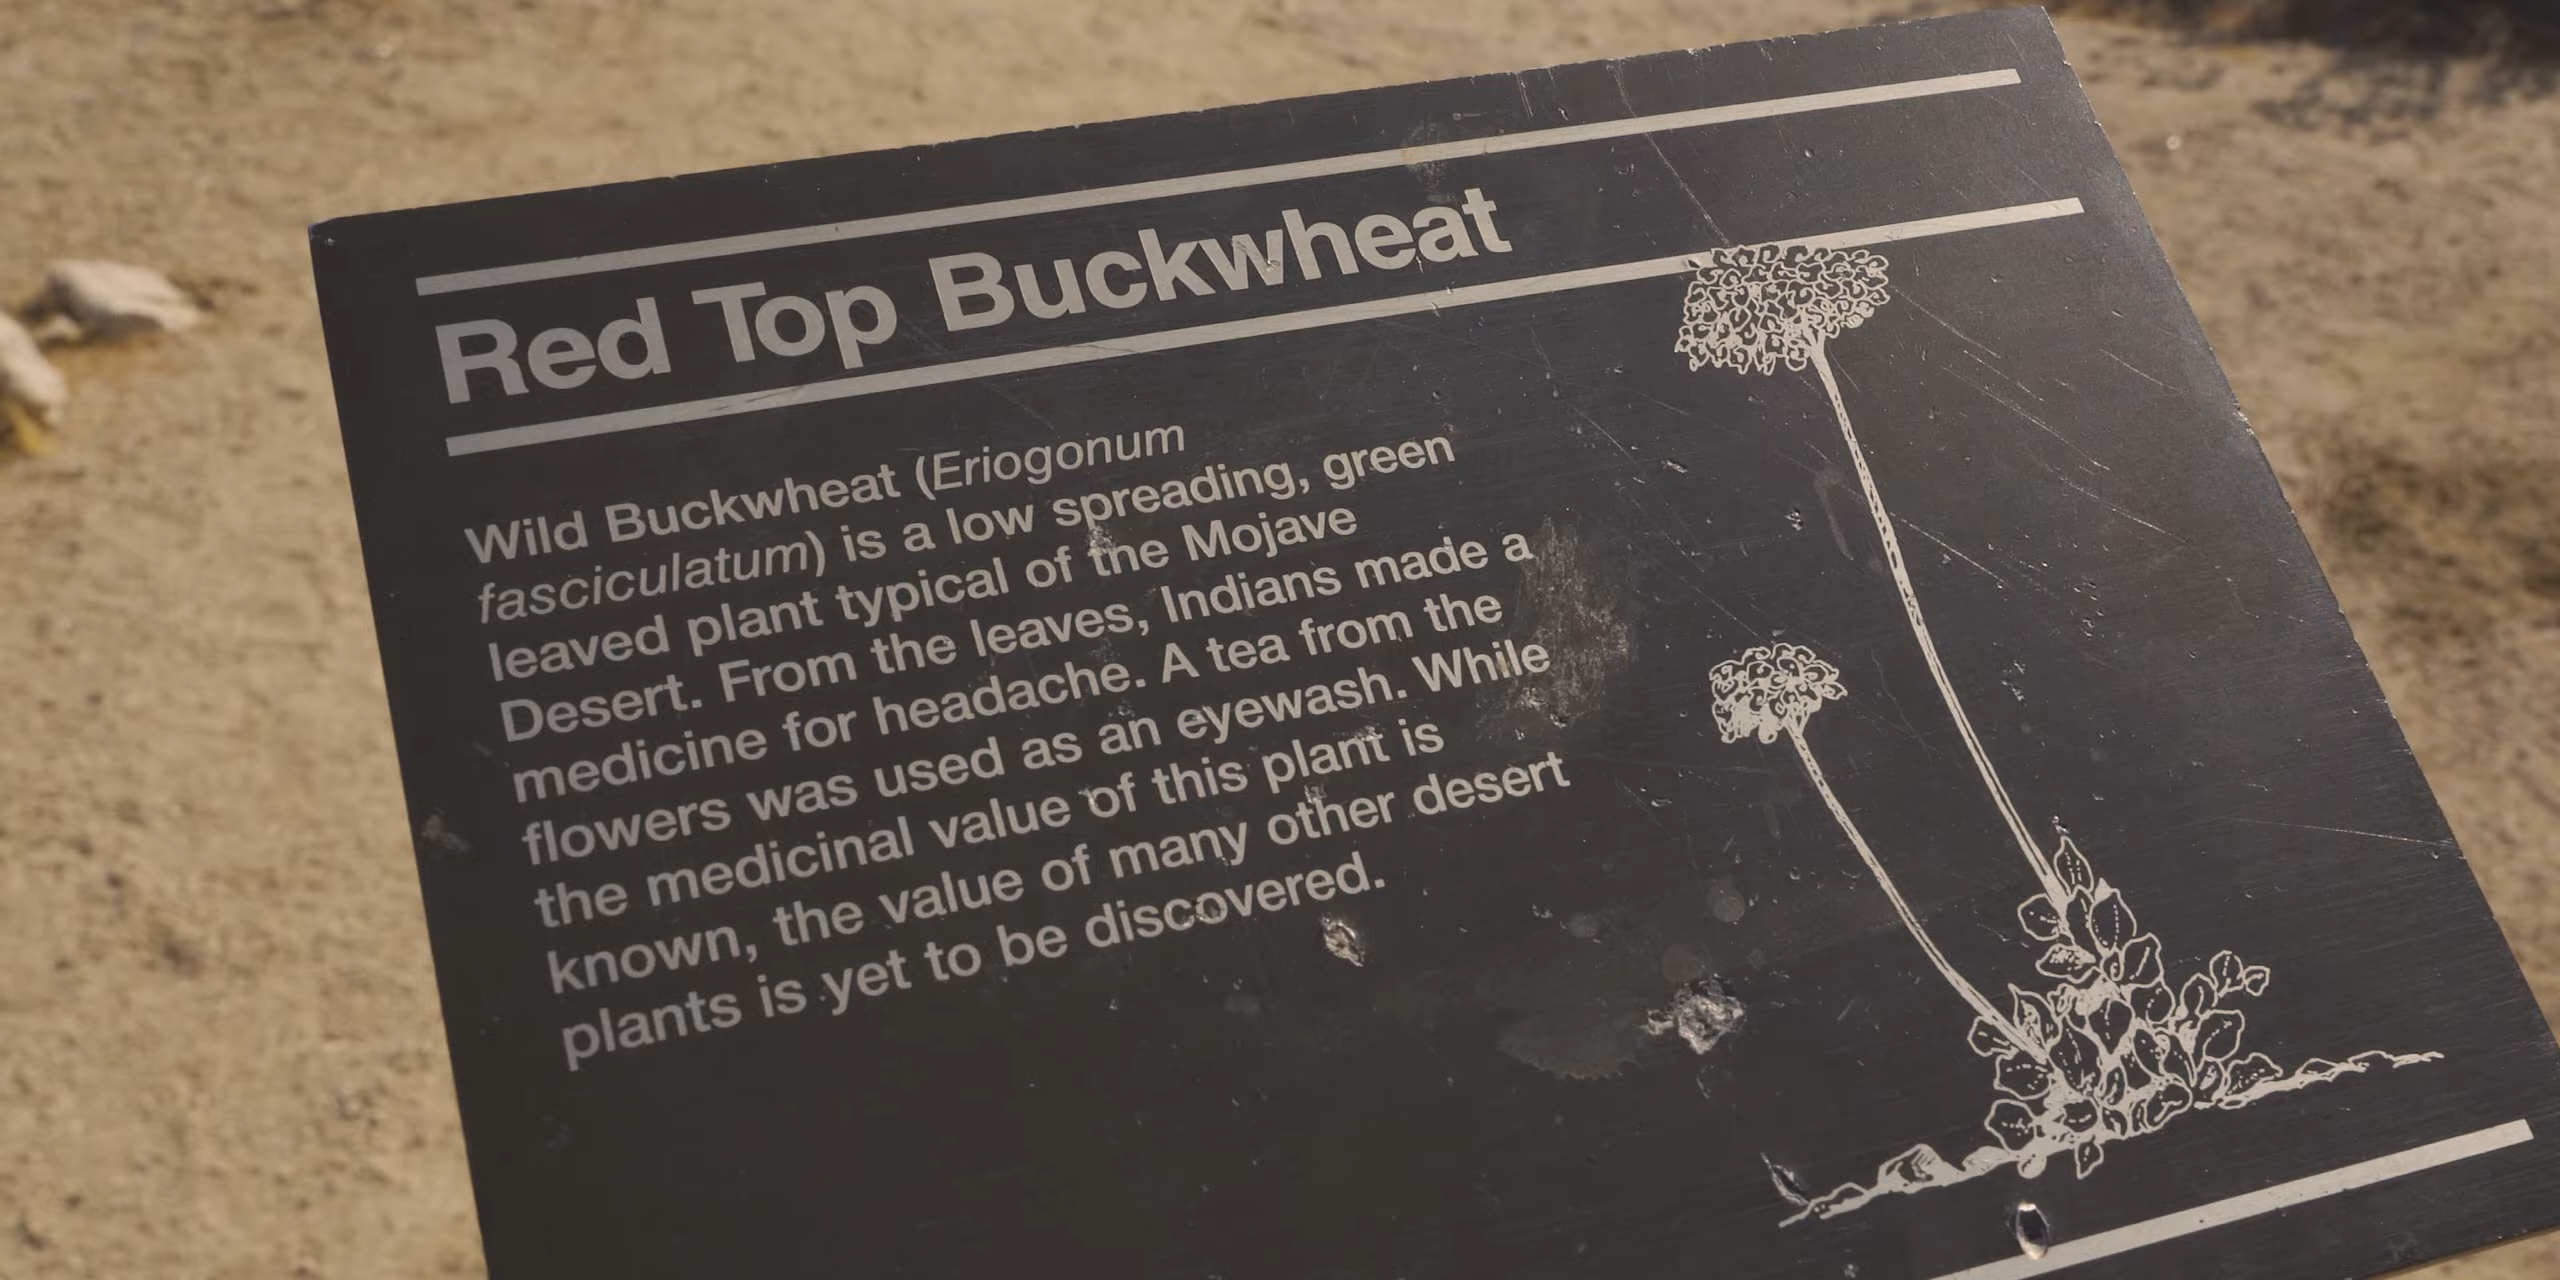 Red Top Buckwheat
Wild Buckwheat (Eriogonum
fasciculatum) is a low spreading, green
leaved plant typical of the Mojave
Desert. From the leaves, Indians made a
medicine for headache. A tea from the
flowers was used as an eyewash. While
the medicinal value of this plant is
known, the value of many other desert
plants is yet to be discovered.